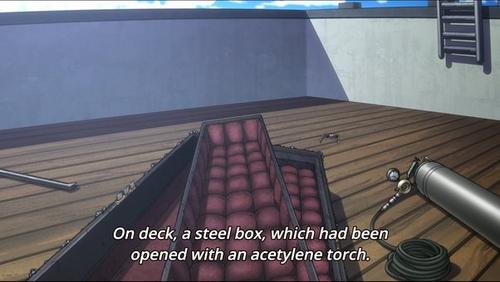 On deck, a steel box, which had been
opened with an acetylene torch.